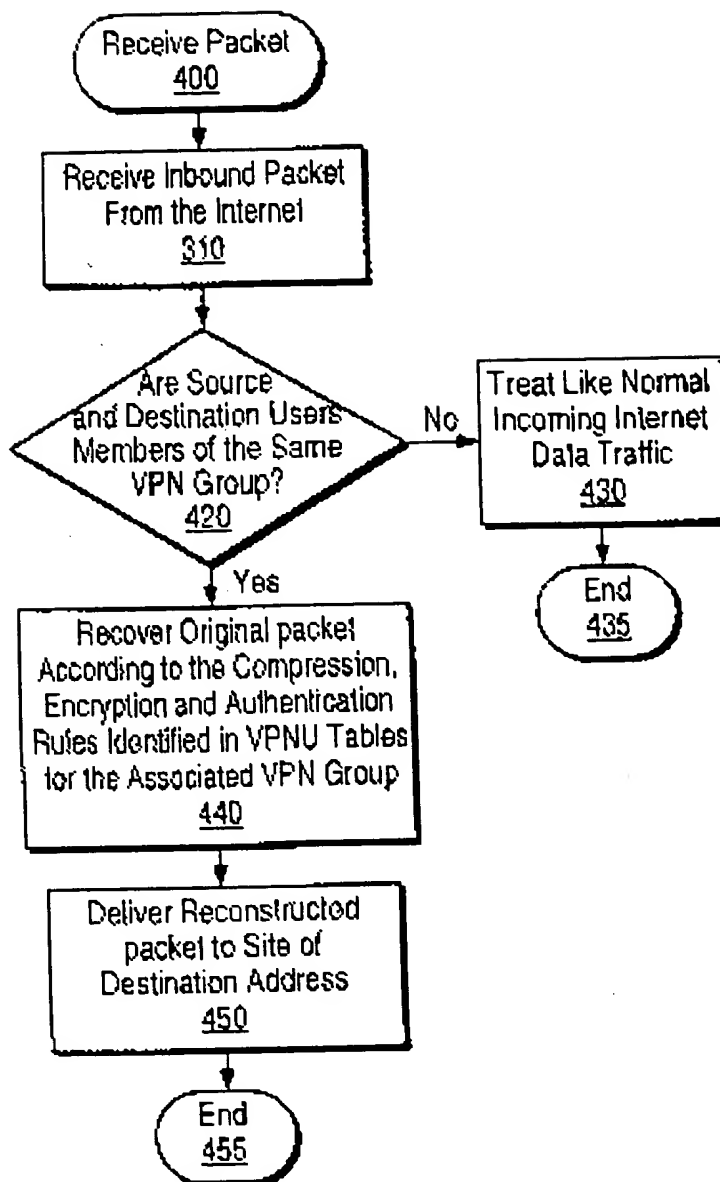 Receive Packet
400
Receive Inbound Packet
From the Internet
310
Are Source
and Destination Users
Members of the Same
VPN Group?
420
No
Treat Like Normal
Incoming Internet
Data Traffic
430
End
435
Yes
Recover Original packet
According to the Compression,
Encryption and Authentication
Rules Identified in VPNU Tables
for the Associated VPN Group
440
Deliver Reconstructed
packet to Site of
Destination Address
450
End
455